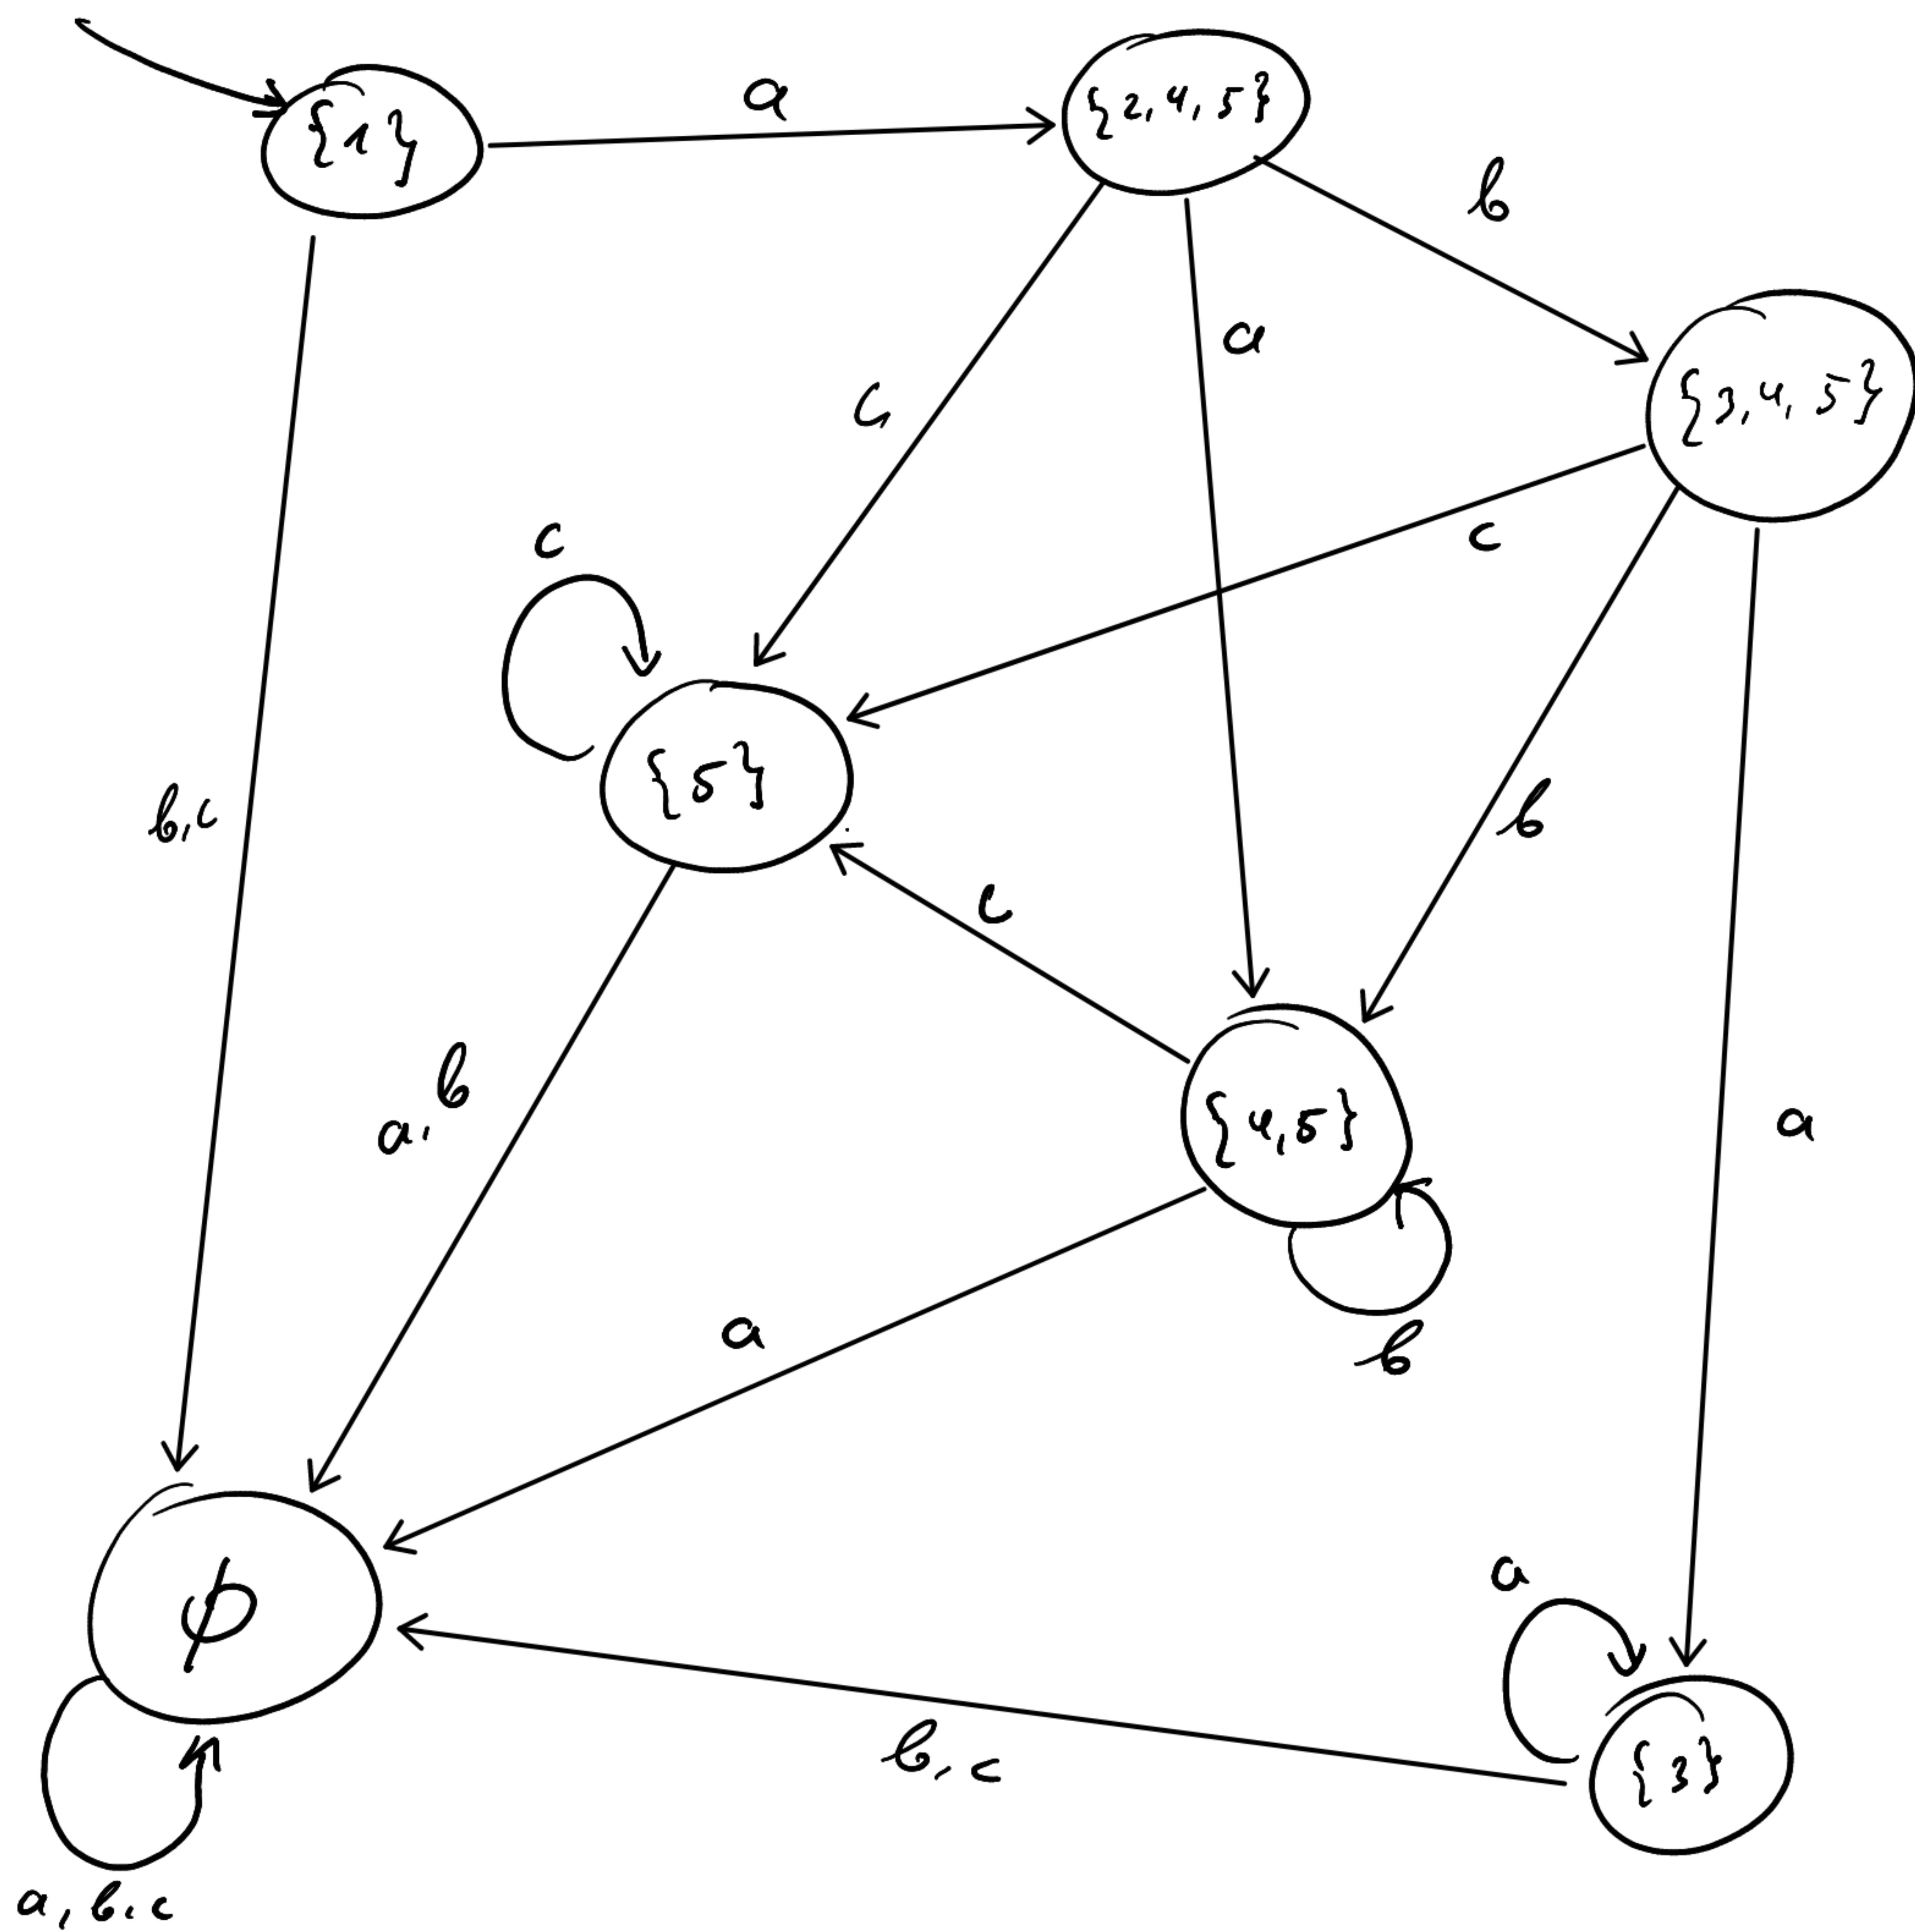 a
{2,4,5}
{1}
b
a
{3,4,5}
c
c
c
{5}
b,c
b
c
a,b
{4,5}
a
a
b
a
ϕ
b,c
{3}
a,b,c